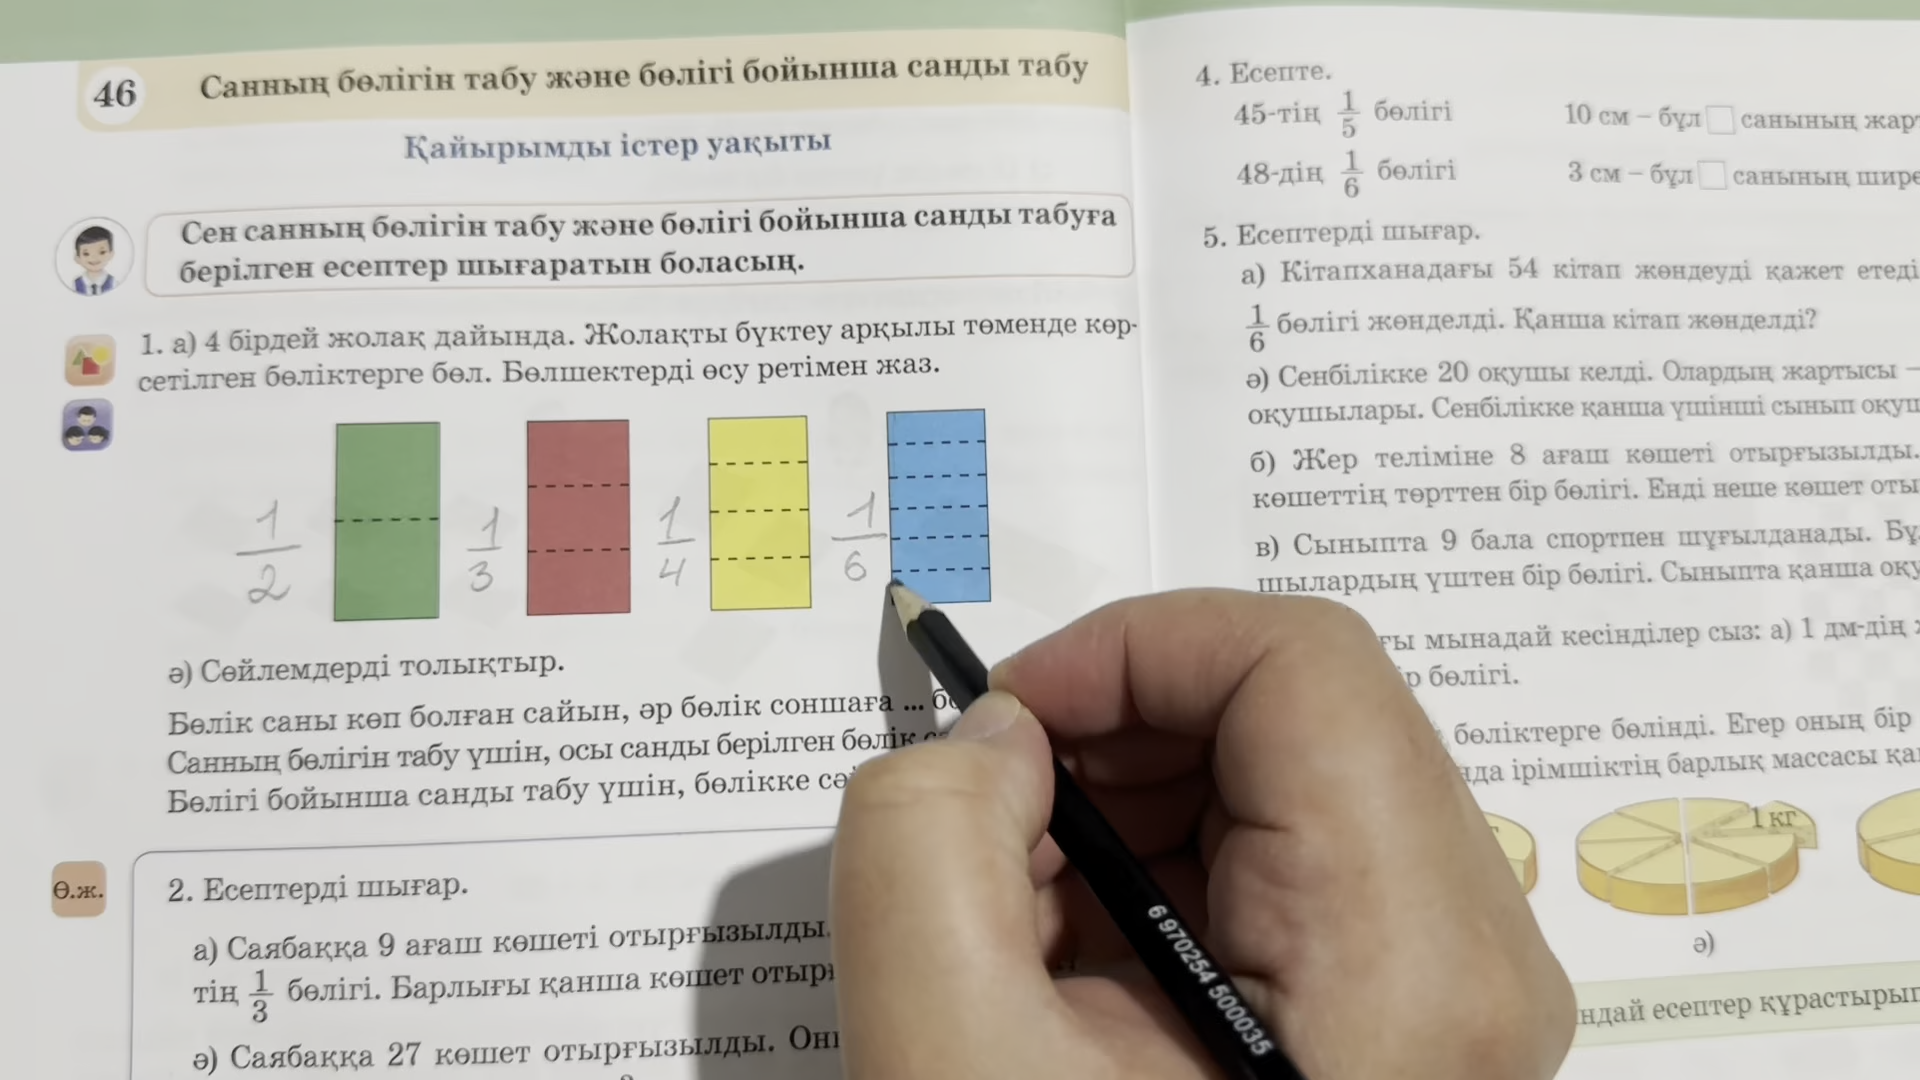 46
Санның бөлігін табу және бөлігі бойынша санды табу
Қайырымды істер уақыты
Сен санның бөлігін табу және бөлігі бойынша санды табуға
берілген есептер шығаратын боласың.
1. а) 4 бірдей жолақ дайында. Жолақты бүктеу арқылы төменде көр-
сетілген бөліктерге бөл. Бөлшектерді өсу ретімен жаз.
1/2 1/3 1/4 1/6
ә) Сөйлемдерді толықтыр.
Бөлік саны көп болған сайын, әр бөлік соншаға ...
Санның бөлігін табу үшін, осы санды берілген бөлік
Бөлігі бойынша санды табу үшін, бөлікке
Ө.ж.
2. Есептерді шығар.
а) Саябаққа 9 ағаш көшеті отырғызылды.
тің 1/3 бөлігі. Барлығы қанша көшет
ә) Саябаққа 27 көшет отырғызылды.
4. Есепте.
45-тің 1/5 бөлігі 10 см – бұл □ санының
48-дің 1/6 бөлігі 3 см – бұл □ санының
5. Есептерді шығар.
а) Кітапханадағы 54 кітап жөндеуді қажет
1/6 бөлігі жөнделді. Қанша кітап жөнделді?
ә) Сенбілікке 20 оқушы келді. Олардың жартысы –
оқушылары. Сенбілікке қанша үшінші сынып
б) Жер теліміне 8 ағаш көшеті отырғызылды.
көшеттің төрттен бір бөлігі. Енді неше көшет
в) Сыныпта 9 бала спортпен шұғылданады.
шылардың үштен бір бөлігі. Сыныпта қанша
мынадай кесінділер сыз: а) 1 дм-дің
бөлігі.
бөліктерге бөлінді. Егер оның бір
ірімшіктің барлық массасы
1 кг
ә)
есептер
6 970254 500035